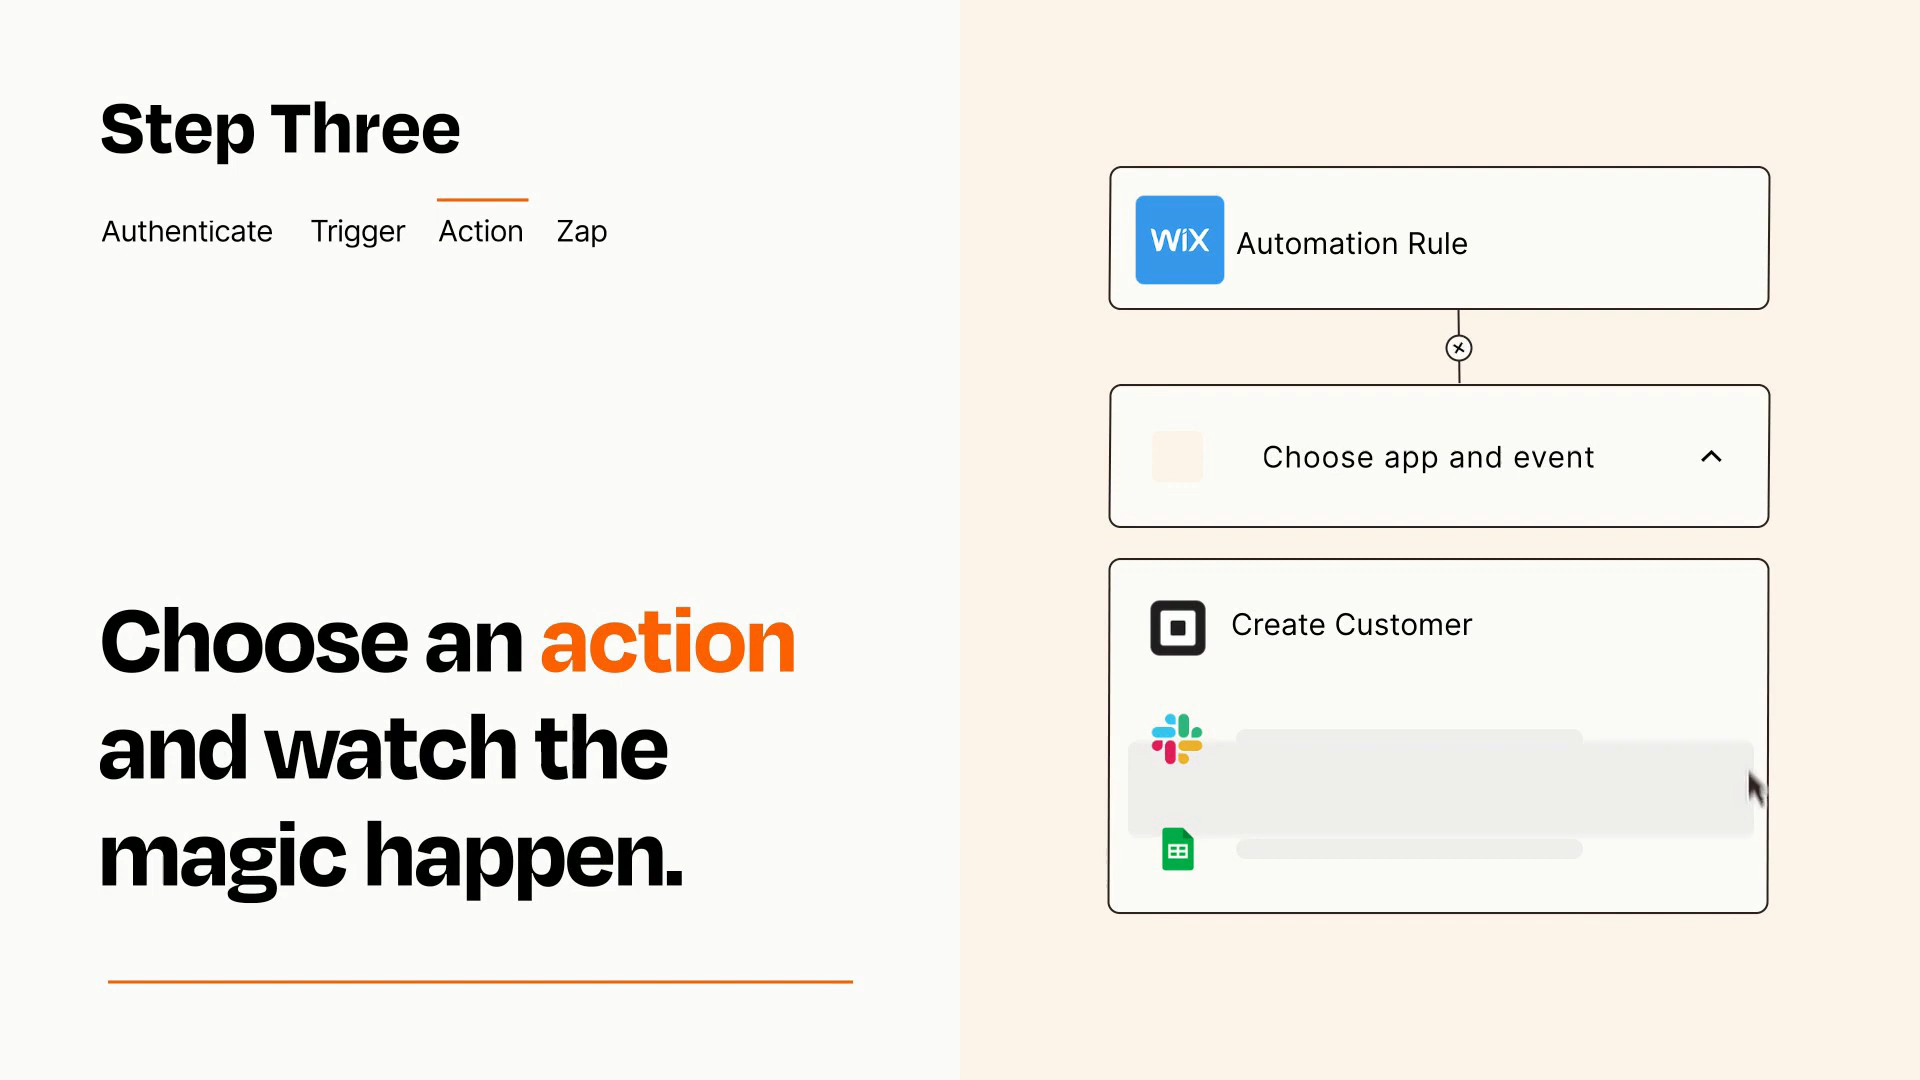 Step Three
Authenticate Trigger Action Zap
Choose an action
and watch the
magic happen.
WiX Automation Rule
Choose app and event
Create Customer